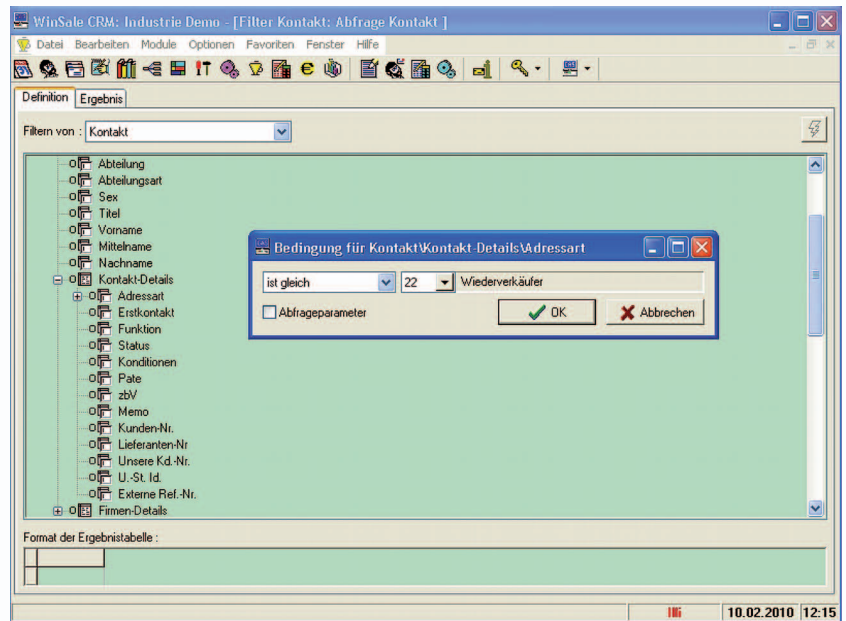 WinSale CRM: Industrie Demo - [Filter Kontakt: Abfrage Kontakt ]
Datei Bearbeiten Module Optionen Favoriten Fenster Hilfe
Definition Ergebnis
Filtern von : Kontakt
Abteilung
Abteilungsart
Sex
Titel
Vorname
Mittelname
Nachname
Kontakt-Details
Adressart
Erstkontakt
Funktion
Status
Konditionen
Pate
zbV
Memo
Kunden-Nr.
Lieferanten-Nr
Unsere Kd.-Nr.
U.-St. Id.
Externe Ref.-Nr.
Firmen-Details
Bedingung für Kontakt\Kontakt-Details\Adressart
ist gleich 22 Wiederverkäufer
Abfrageparameter OK Abbrechen
Format der Ergebnistabelle :
10.02.2010 12:15